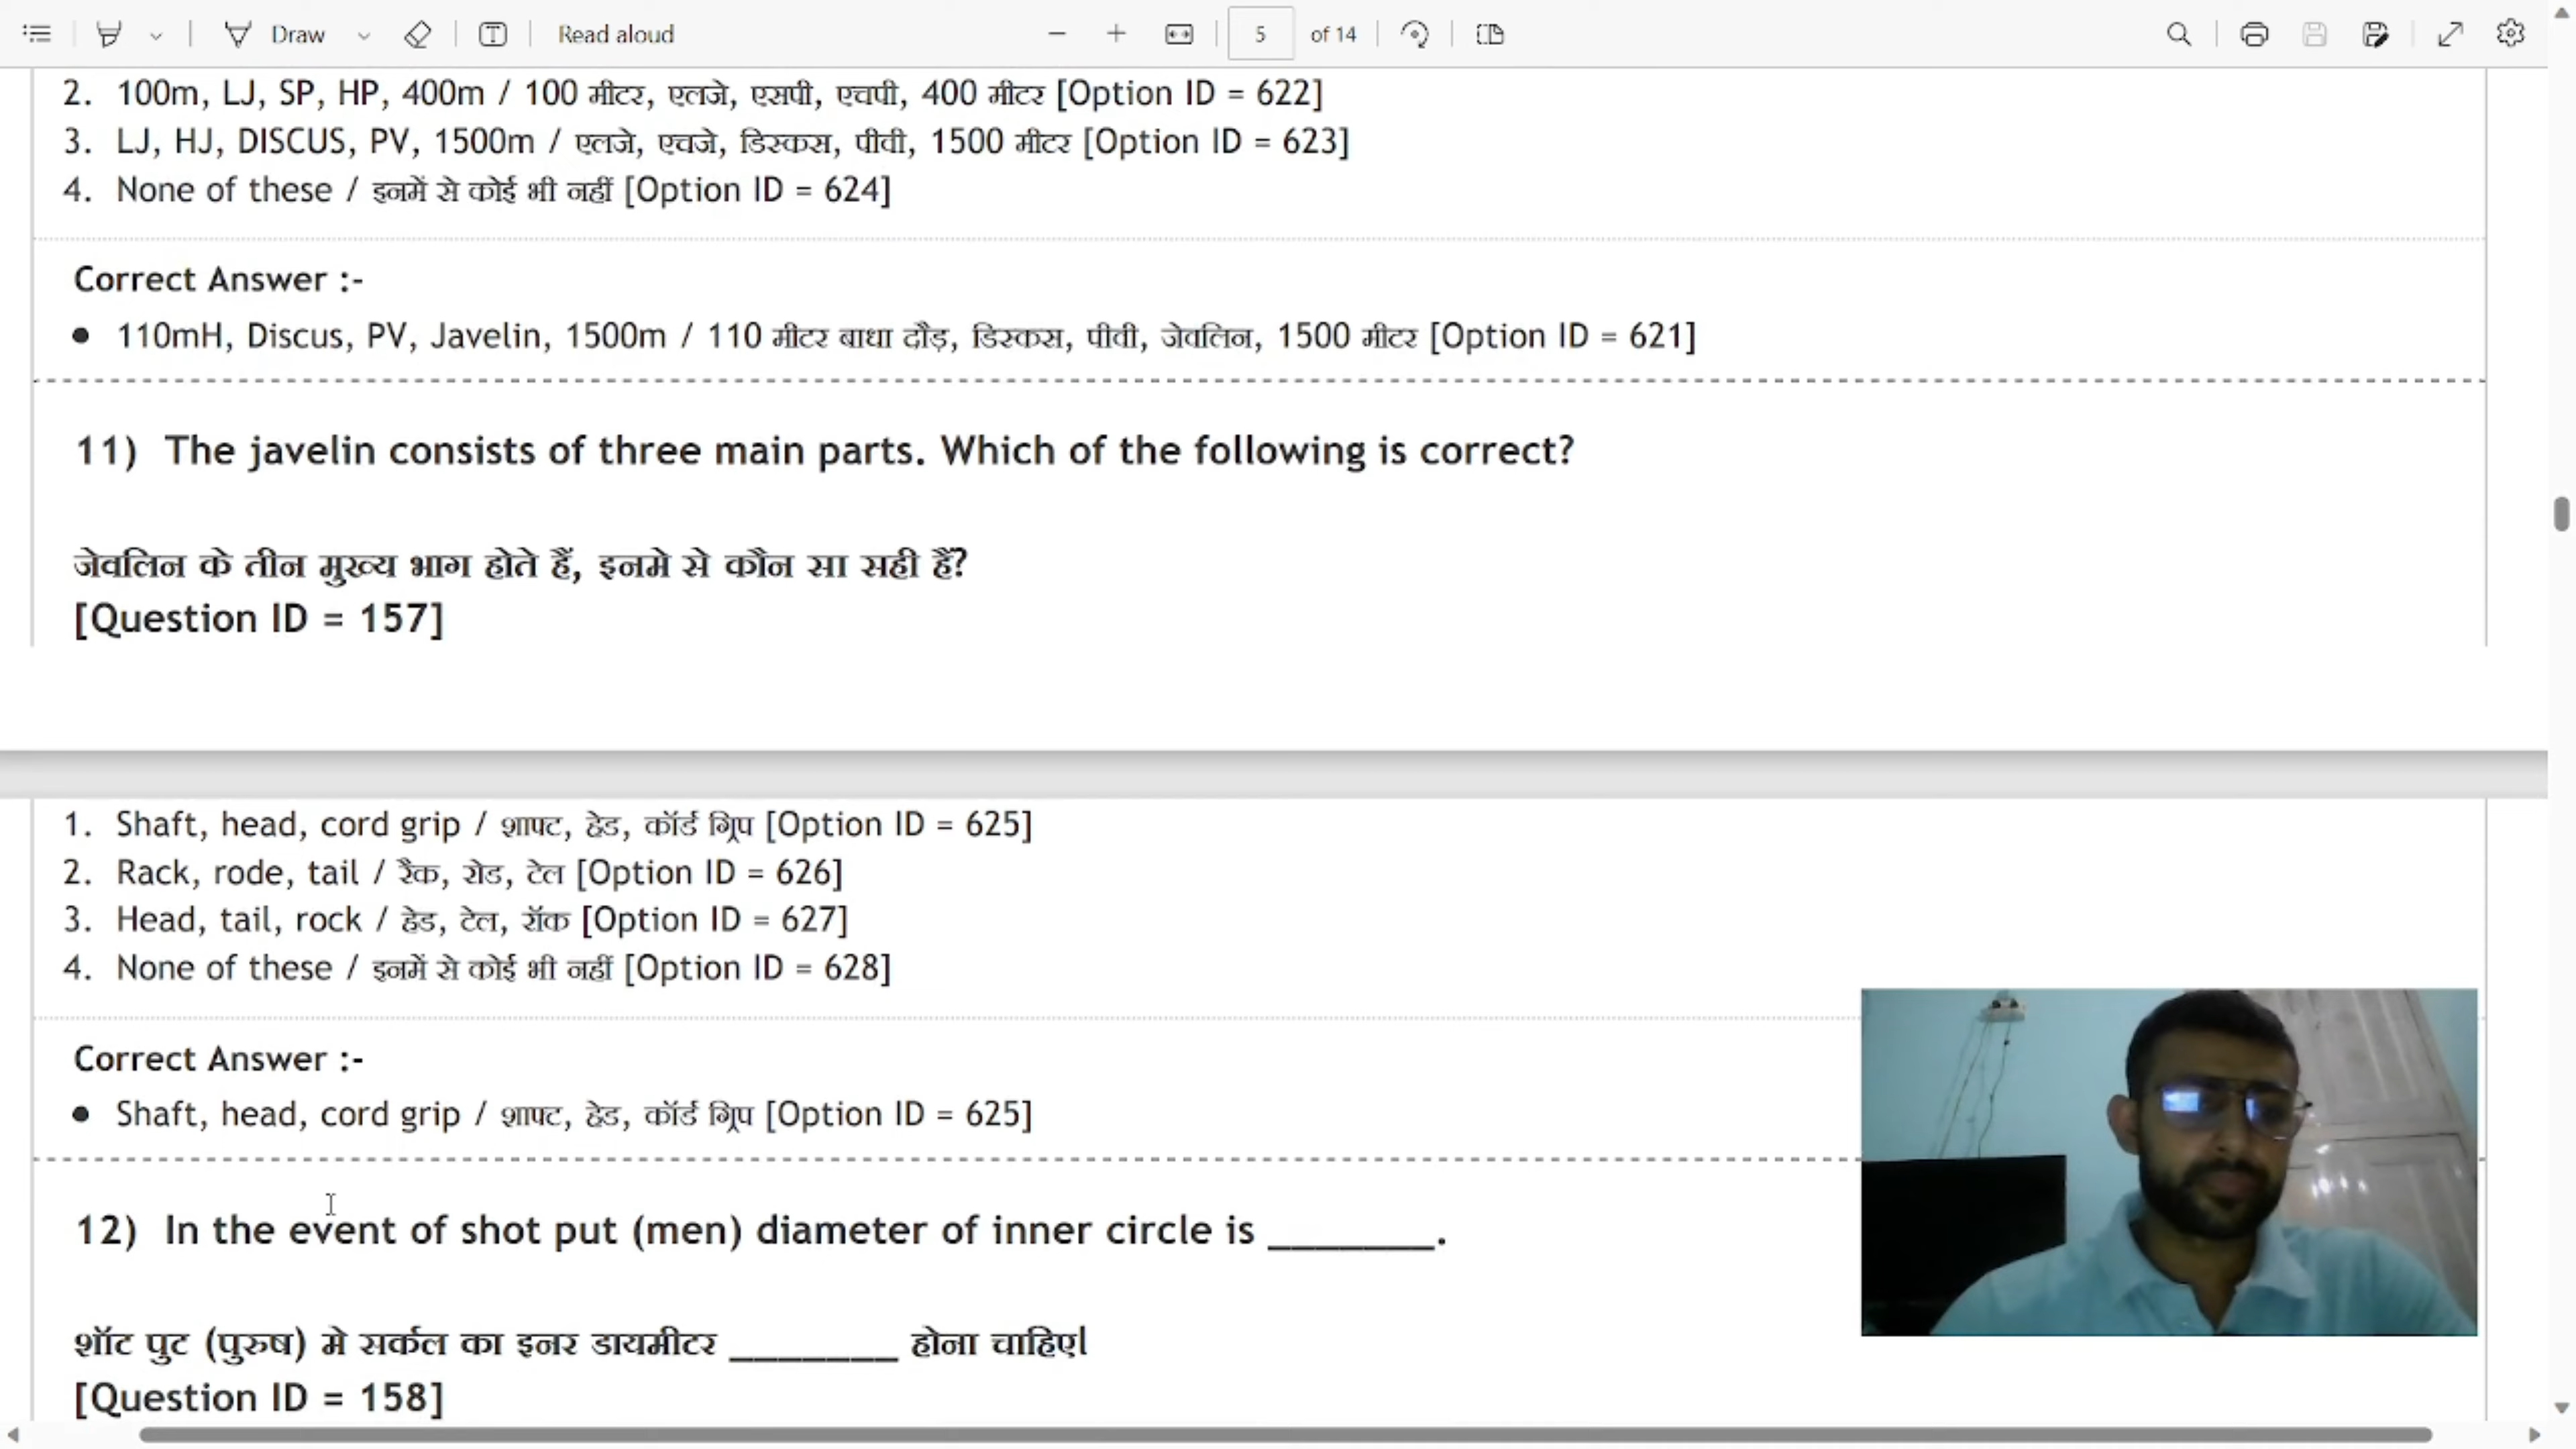 Draw
Read aloud
5 of 14
2. 100m, LJ, SP, HP, 400m / 100 मीटर, एलजे, एसपी, एचपी, 400 मीटर [Option ID = 622]
3. LJ, HJ, DISCUS, PV, 1500m / एलजे, एचजे, डिस्कस, पीवी, 1500 मीटर [Option ID = 623]
4. None of these / इनमें से कोई भी नहीं [Option ID = 624]
Correct Answer :-
• 110mH, Discus, PV, Javelin, 1500m / 110 मीटर बाधा दौड़, डिस्कस, पीवी, जेवलिन, 1500 मीटर [Option ID = 621]
11) The javelin consists of three main parts. Which of the following is correct?
जेवलिन के तीन मुख्य भाग होते हैं, इनमे से कौन सा सही हैं?
[Question ID = 157]
1. Shaft, head, cord grip / शाफ्ट, हेड, कॉर्ड ग्रिप [Option ID = 625]
2. Rack, rode, tail / रैक, रोड, टेल [Option ID = 626]
3. Head, tail, rock / हेड, टेल, रॉक [Option ID = 627]
4. None of these / इनमें से कोई भी नहीं [Option ID = 628]
Correct Answer :-
• Shaft, head, cord grip / शाफ्ट, हेड, कॉर्ड ग्रिप [Option ID = 625]
12) In the event of shot put (men) diameter of inner circle is _______.
शॉट पुट (पुरुष) मे सर्कल का इनर डायमीटर _______ होना चाहिए।
[Question ID = 158]